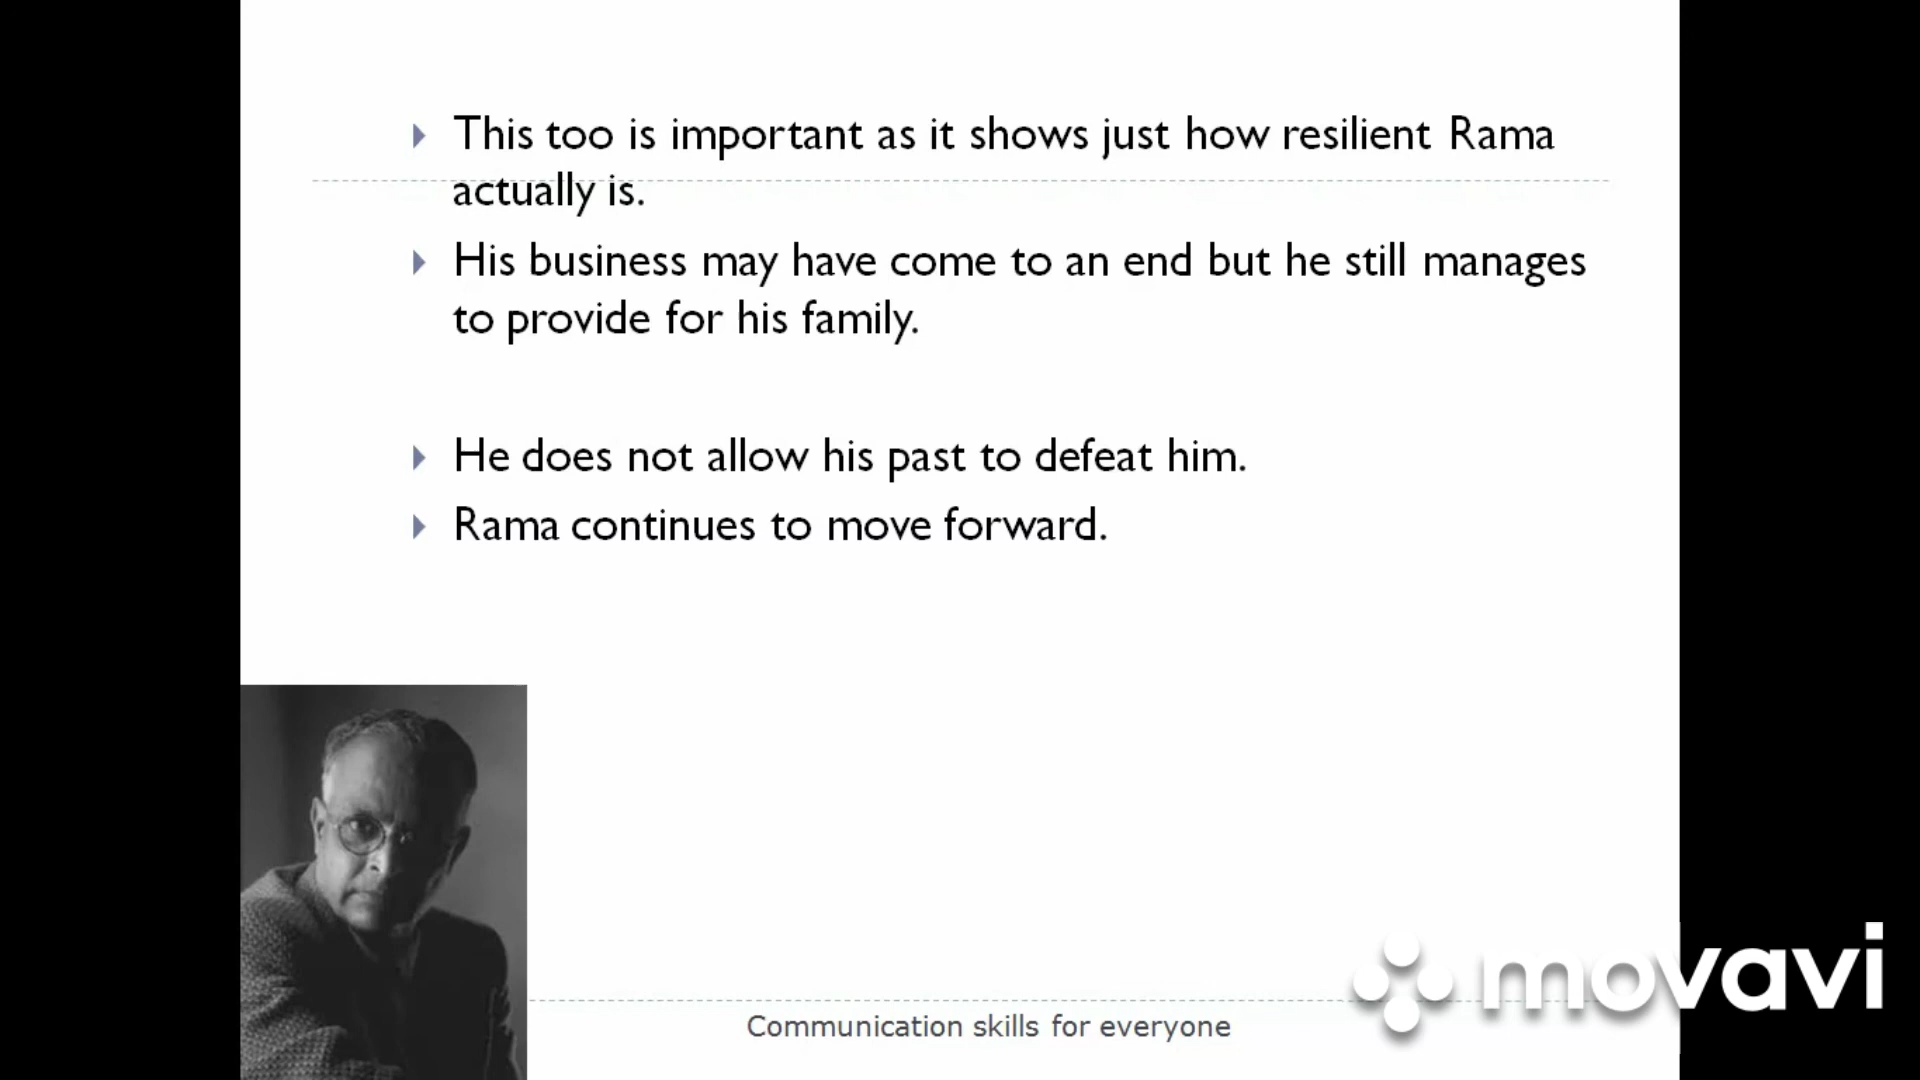 This too is important as it shows just how resilient Rama
actually is.
His business may have come to an end but he still manages
to provide for his family.
He does not allow his past to defeat him.
Rama continues to move forward.
Communication skills for everyone
movavi